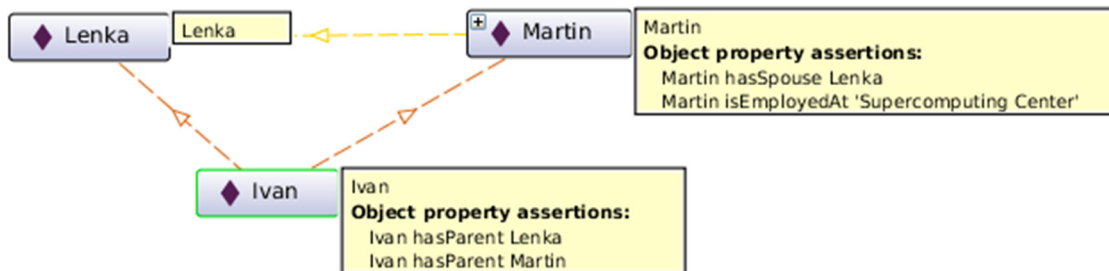 Lenka
Lenka
Martin
Martin
Object property assertions:
Martin hasSpouse Lenka
Martin isEmployedAt 'Supercomputing Center'
Ivan
Ivan
Object property assertions:
Ivan hasParent Lenka
Ivan hasParent Martin